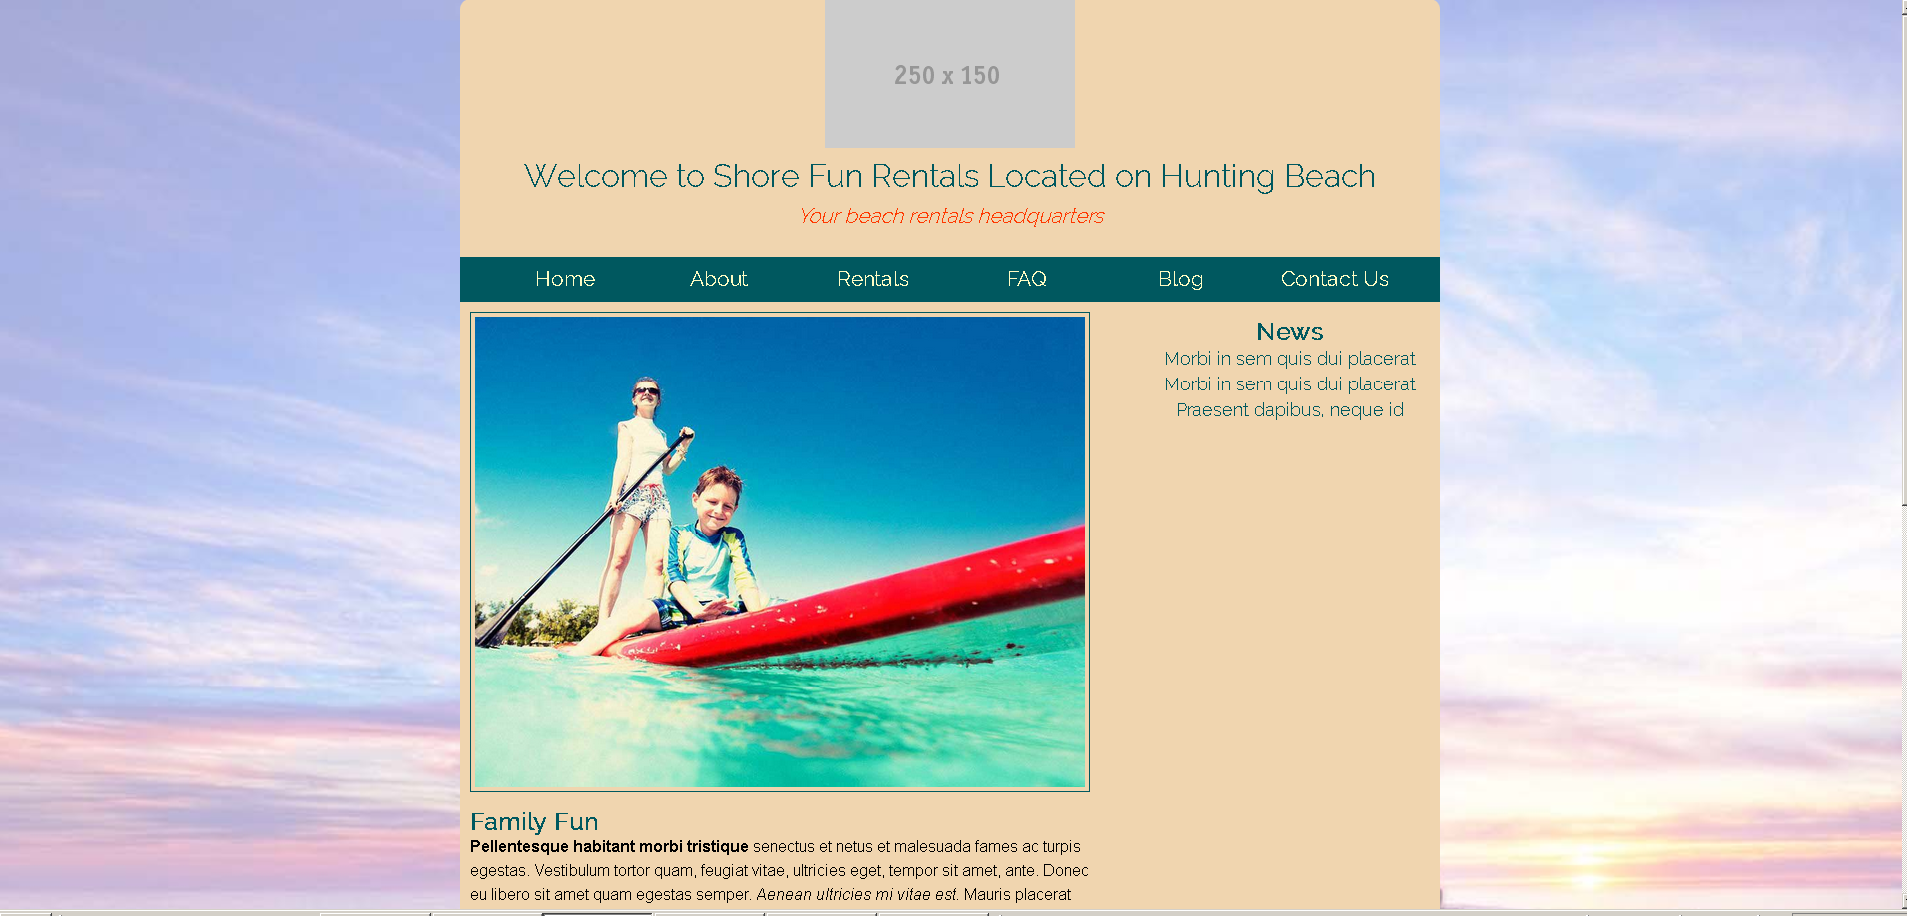 250 x 150
Welcome to Shore Fun Rentals Located on Hunting Beach
Your beach rentals headquarters
Home About Rentals FAQ Blog Contact Us
News
Morbi in sem quis dui placerat
Morbi in sem quis dui placerat
Praesent dapibus, neque id
Family Fun
Pellentesque habitant morbi tristique senectus et netus et malesuada fames ac turpis
egestas. Vestibulum tortor quam, feugiat vitae, ultricies eget, tempor sit amet, ante. Donec
eu libero sit amet quam egestas semper. Aenean ultricies mi vitae est. Mauris placerat